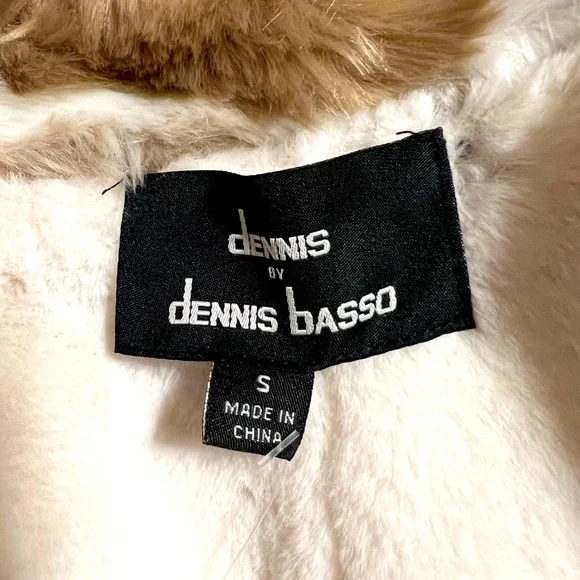 dENNIS
BY
dENNIS bASSO
S
MADE IN
CHINA